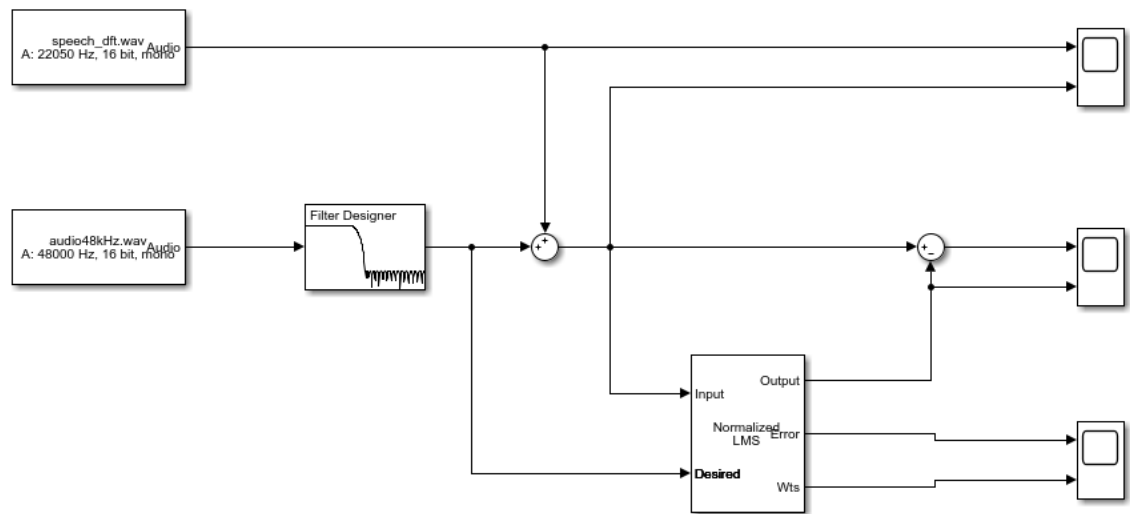 speech_dft.wav
A: 22050 Hz, 16 bit, mono
Audio
audio48kHz.wav
A: 48000 Hz, 16 bit, mono
Audio
Filter Designer
+
+
+
−
Input
Desired
Normalized
LMS
Output
Error
Wts